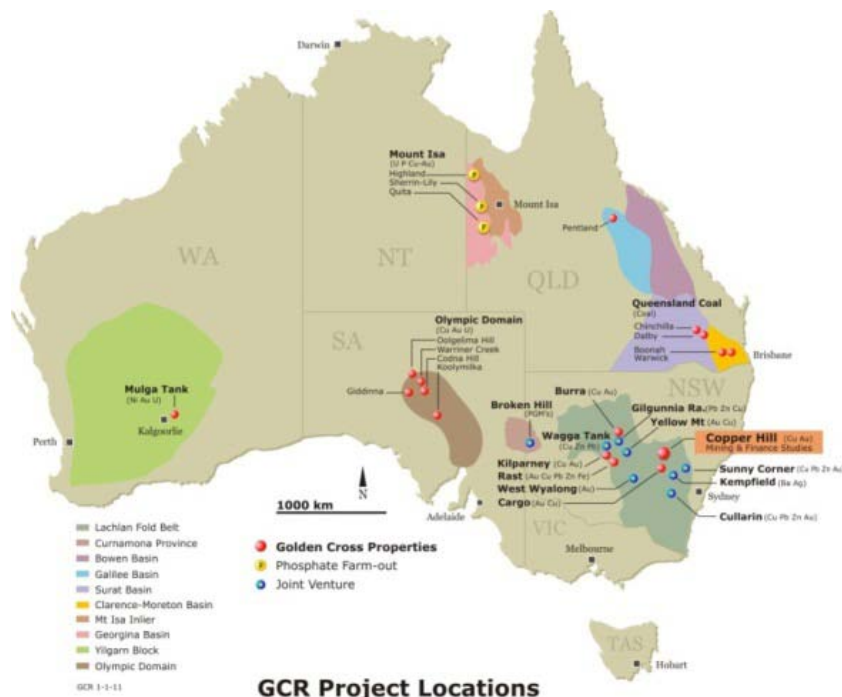 Darwin
Mount Isa
(U P Cu-Au)
Highland
Sherrin-Lily
Quita
Mount Isa
Pentland
WA
NT
QLD
Queensland Coal
(Coal)
Chinchilla
Dalby
Boonah
Warwick
Brisbane
Olympic Domain
(Cu Au U)
Oolgelima Hill
Warriner Creek
Codna Hill
Koolymilka
SA
Giddinna
Mulga Tank
(Ni Au U)
Kalgoorlie
Perth
NSW
Burra (Cu Au)
Broken Hill
(PGM's)
Gilgunnia Ra. (Pb Zn Cu)
Yellow Mt (Au Cu)
Wagga Tank
(Cu Zn Pb)
Copper Hill (Cu Au)
Mining & Finance Studies
Kilparney (Cu Au)
Rast (Au Cu Pb Zn Fe)
West Wyalong (Au)
Cargo (Au Cu)
Sunny Corner (Cu Pb Zn Au)
Kempfield (Ba Ag)
Sydney
Cullarin (Cu Pb Zn Au)
N
1000 km
Adelaide
VIC
Melbourne
Lachlan Fold Belt
Curnamona Province
Bowen Basin
Galilee Basin
Surat Basin
Clarence-Moreton Basin
Mt Isa Inlier
Georgina Basin
Yilgarn Block
Olympic Domain
Golden Cross Properties
P Phosphate Farm-out
Joint Venture
TAS
Hobart
GCR 1-1-11
GCR Project Locations